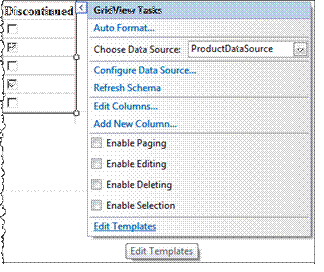 Discontinued
GridView Tasks
Auto Format...
Choose Data Source: ProductDataSource
Configure Data Source...
Refresh Schema
Edit Columns...
Add New Column...
Enable Paging
Enable Editing
Enable Deleting
Enable Selection
Edit Templates
Edit Templates